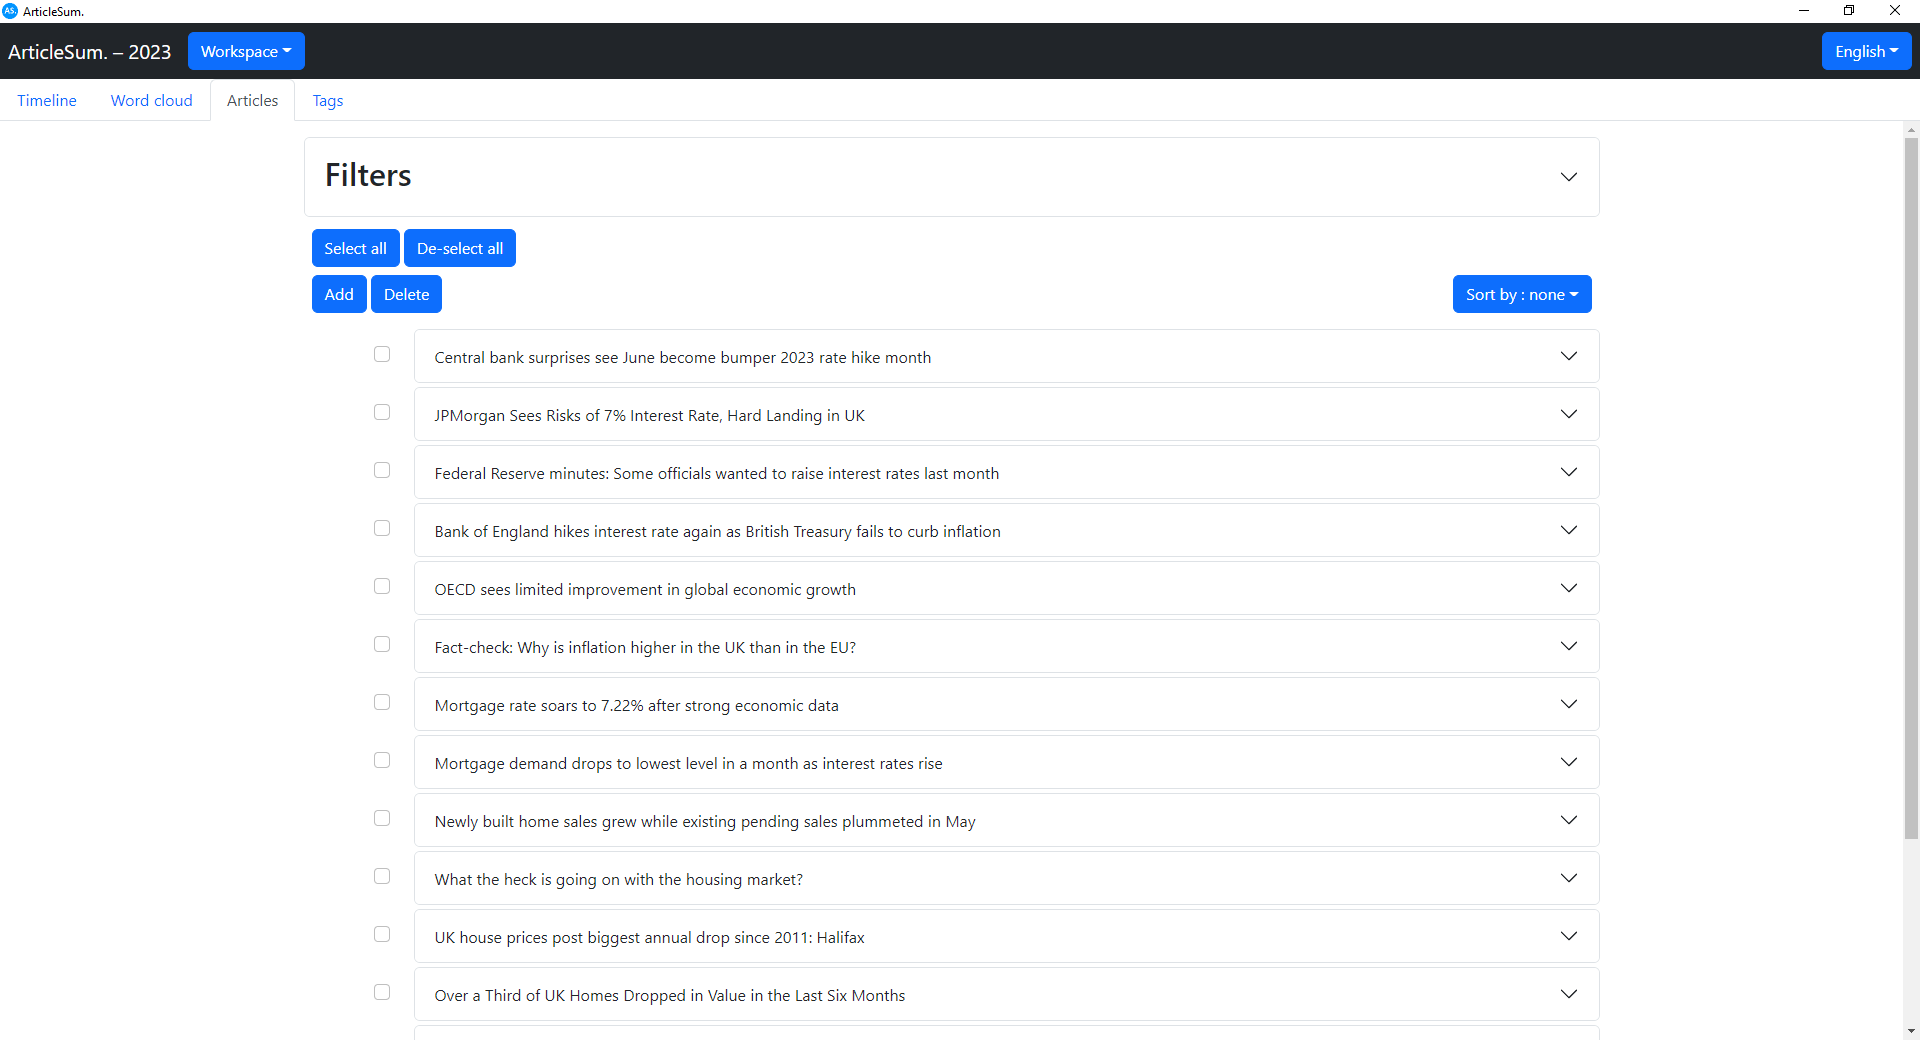 AS. ArticleSum.
ArticleSum. – 2023 Workspace English
Timeline Word cloud Articles Tags
Filters
Select all De-select all
Add Delete Sort by : none
Central bank surprises see June become bumper 2023 rate hike month
JPMorgan Sees Risks of 7% Interest Rate, Hard Landing in UK
Federal Reserve minutes: Some officials wanted to raise interest rates last month
Bank of England hikes interest rate again as British Treasury fails to curb inflation
OECD sees limited improvement in global economic growth
Fact-check: Why is inflation higher in the UK than in the EU?
Mortgage rate soars to 7.22% after strong economic data
Mortgage demand drops to lowest level in a month as interest rates rise
Newly built home sales grew while existing pending sales plummeted in May
What the heck is going on with the housing market?
UK house prices post biggest annual drop since 2011: Halifax
Over a Third of UK Homes Dropped in Value in the Last Six Months